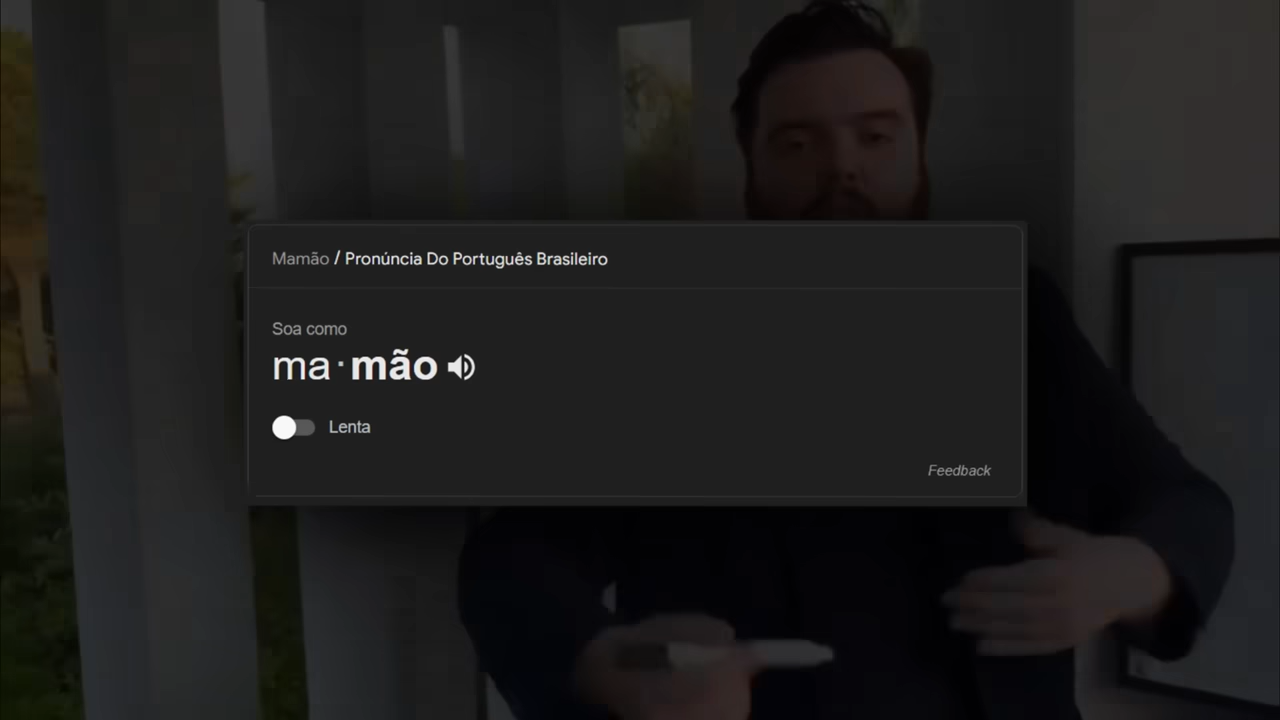 Mamão / Pronúncia Do Português Brasileiro
Soa como
ma·mão
Lenta
Feedback